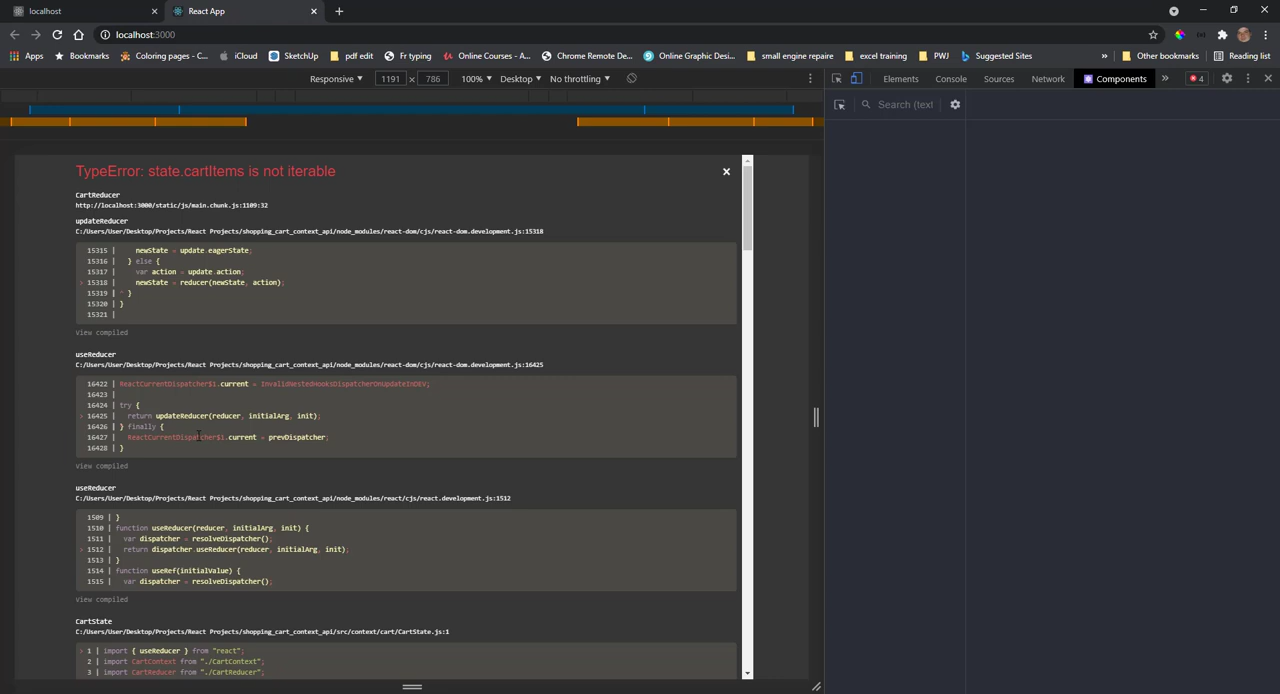 localhost
React App
localhost:3000
Apps
Bookmarks
Coloring pages - C...
iCloud
SketchUp
pdf edit
Fr typing
Online Courses - A...
Chrome Remote De...
Online Graphic Desi...
small engine repaire
excel training
PWJ
Suggested Sites
»
Other bookmarks
Reading list
Responsive ▼
1191 × 786
100% ▼
Desktop ▼
No throttling ▼
Elements
Console
Sources
Network
Components
»
4
Search (text
TypeError: state.cartItems is not iterable
CartReducer
http://localhost:3000/static/js/main.chunk.js:1109:32
updateReducer
C:/Users/User/Desktop/Projects/React Projects/shopping_cart_context_api/node_modules/react-dom/cjs/react-dom.development.js:15318
15315 | newState = update.eagerState;
15316 | } else {
15317 | var action = update.action;
> 15318 | newState = reducer(newState, action);
15319 | ^ }
15320 | }
15321 |
View compiled
useReducer
C:/Users/User/Desktop/Projects/React Projects/shopping_cart_context_api/node_modules/react-dom/cjs/react-dom.development.js:16425
16422 | ReactCurrentDispatcher$1.current = InvalidNestedHooksDispatcherOnUpdateInDEV;
16423 |
16424 | try {
> 16425 | return updateReducer(reducer, initialArg, init);
16426 | } finally {
16427 | ReactCurrentDispatcher$1.current = prevDispatcher;
16428 | }
View compiled
useReducer
C:/Users/User/Desktop/Projects/React Projects/shopping_cart_context_api/node_modules/react/cjs/react.development.js:1512
1509 | }
1510 | function useReducer(reducer, initialArg, init) {
1511 | var dispatcher = resolveDispatcher();
> 1512 | return dispatcher.useReducer(reducer, initialArg, init);
1513 | }
1514 | function useRef(initialValue) {
1515 | var dispatcher = resolveDispatcher();
View compiled
CartState
C:/Users/User/Desktop/Projects/React Projects/shopping_cart_context_api/src/context/cart/CartState.js:1
> 1 | import { useReducer } from "react";
2 | import CartContext from "./CartContext";
3 | import CartReducer from "./CartReducer";